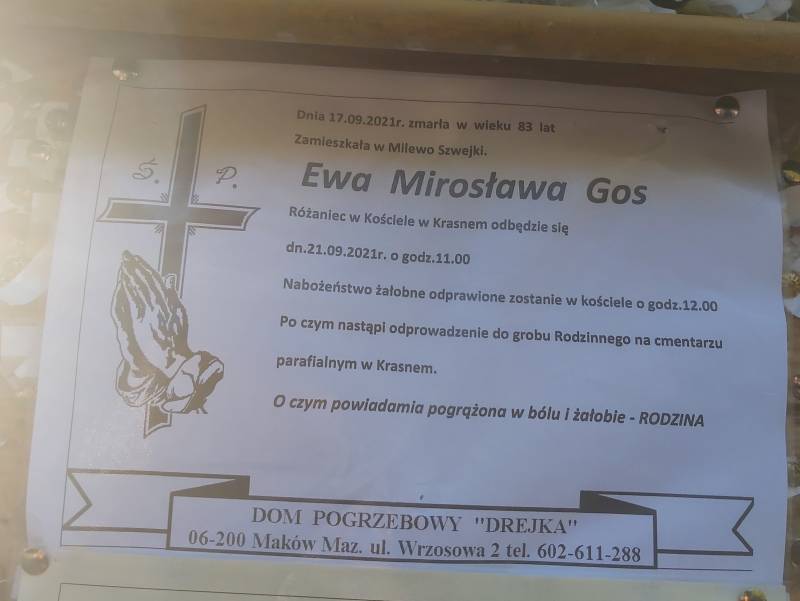 Ś. P.
Dnia 17.09.2021r. zmarła w wieku 83 lat
Zamieszkała w Milewo Szwejki.
Ewa Mirosława Gos
Różaniec w Kościele w Krasnem odbędzie się
dn.21.09.2021r. o godz.11.00
Nabożeństwo żałobne odprawione zostanie w kościele o godz.12.00
Po czym nastąpi odprowadzenie do grobu Rodzinnego na cmentarzu
parafialnym w Krasnem.
O czym powiadamia pogrążona w bólu i żałobie - RODZINA
DOM POGRZEBOWY "DREJKA"
06-200 Maków Maz. ul. Wrzosowa 2 tel. 602-611-288